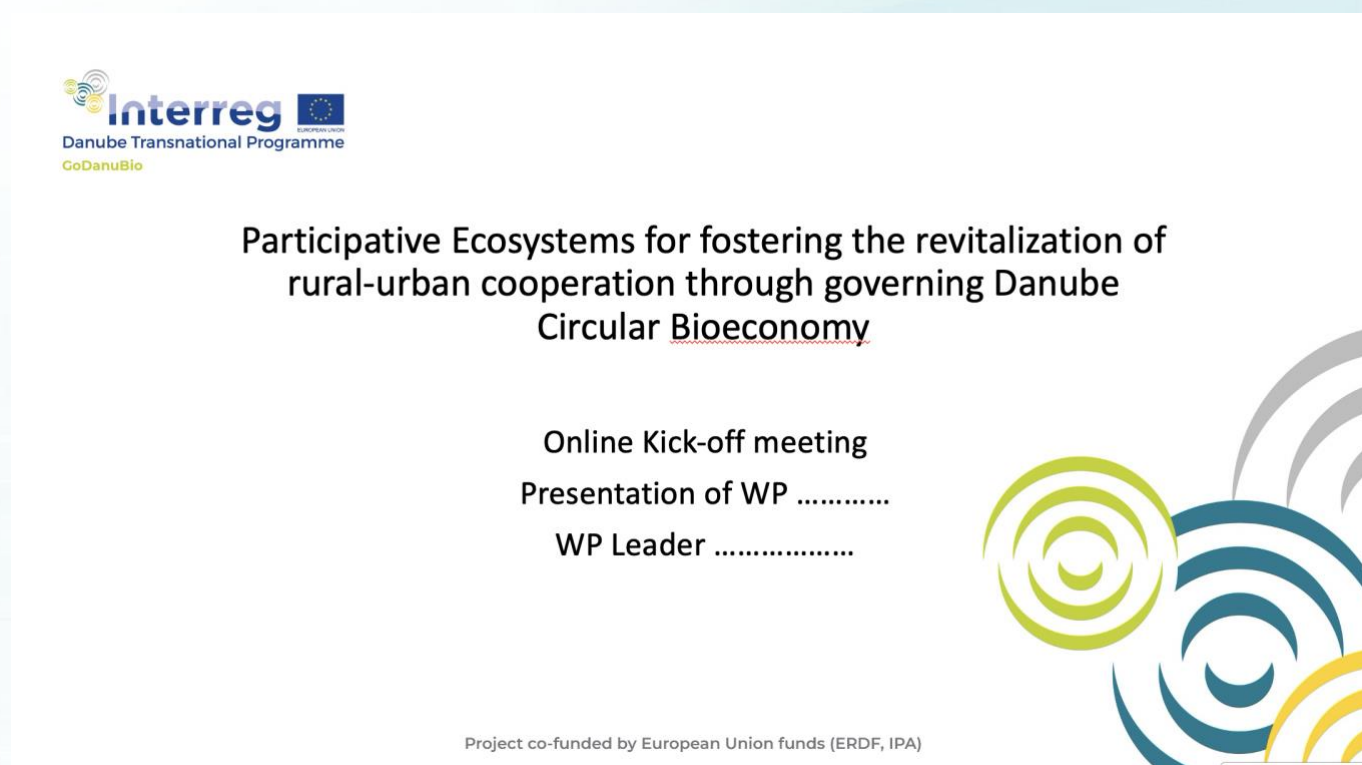 Interreg
EUROPEAN UNION
Danube Transnational Programme
GoDanuBio
Participative Ecosystems for fostering the revitalization of
rural-urban cooperation through governing Danube
Circular Bioeconomy
Online Kick-off meeting
Presentation of WP …………
WP Leader ………………
Project co-funded by European Union funds (ERDF, IPA)